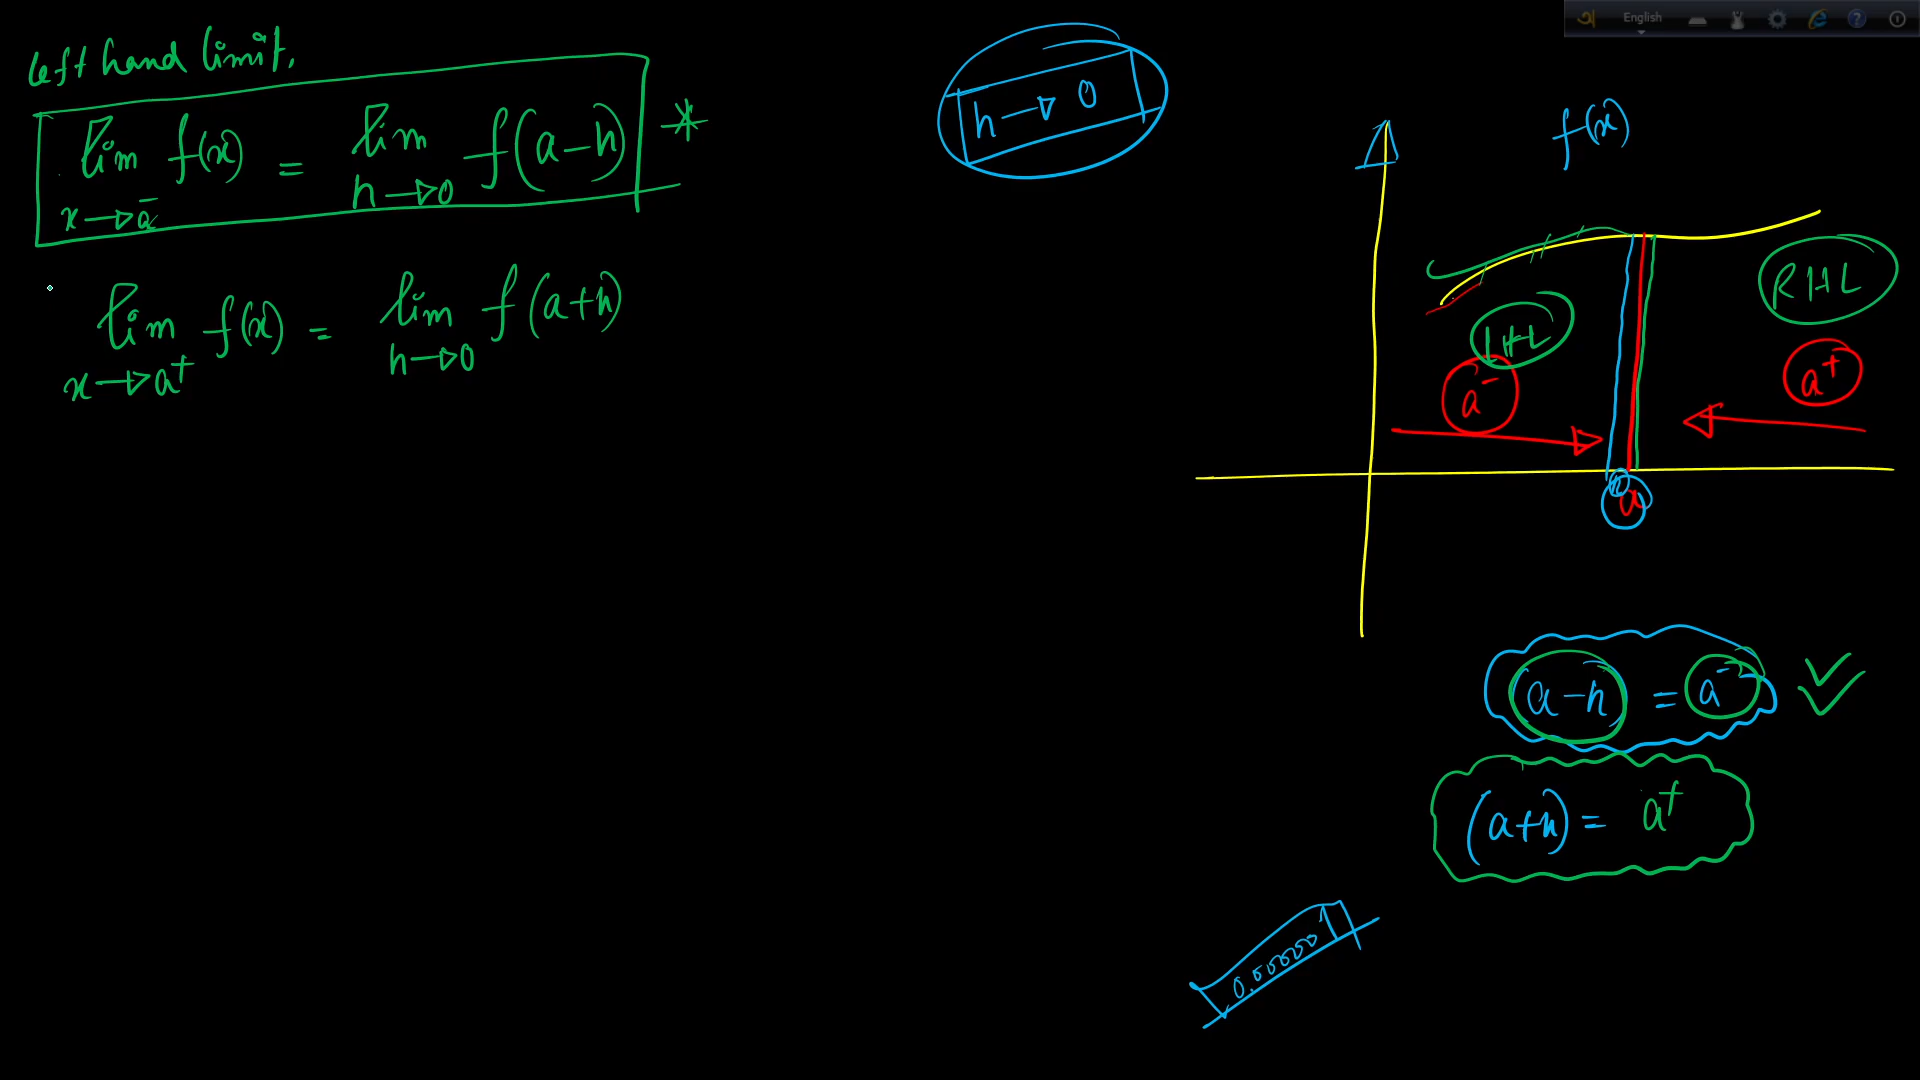 left hand limit.
lim f(x) = lim f(a-h) *
x→a⁻ h→0
lim f(x) = lim f(a+h)
x→a⁺ h→0
h→0
English
f(x)
LHL
RHL
a⁻
a⁺
h
a
(a-h) = a⁻
(a+h) = a⁺
0.000001